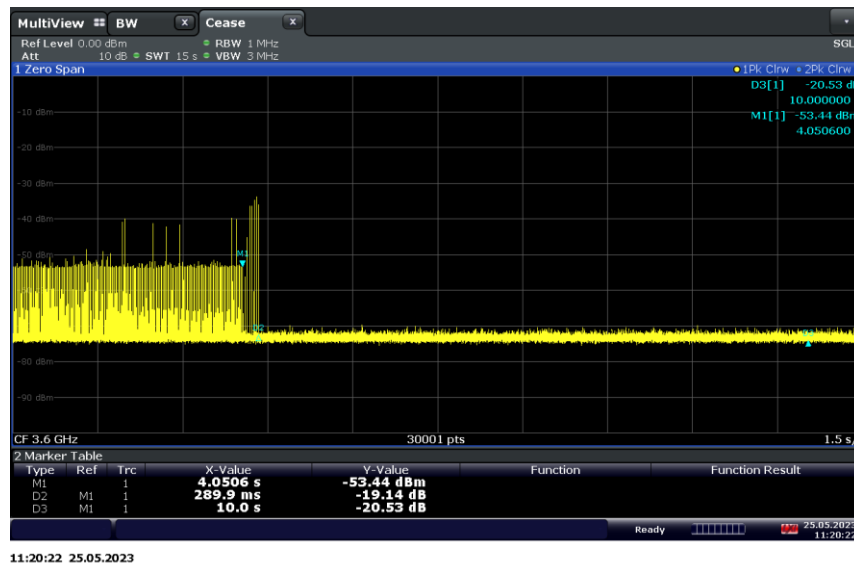 MultiView BW X Cease X
Ref Level 0.00 dBm RBW 1 MHz SGL
Att 10 dB SWT 15 s VBW 3 MHz
1 Zero Span 1Pk Clrw 2Pk Clrw
D3[1] -20.53 d
10.000000
M1[1] -53.44 dBm
4.050600
-10 dBm
-20 dBm
-30 dBm
-40 dBm
-50 dBm
M1
D2
-80 dBm
-90 dBm
CF 3.6 GHz 30001 pts 1.5 s/
2 Marker Table
Type Ref Trc X-Value Y-Value Function Function Result
M1 1 4.0506 s -53.44 dBm
D2 M1 1 289.9 ms -19.14 dB
D3 M1 1 10.0 s -20.53 dB
Ready 25.05.2023
11:20:22
11:20:22 25.05.2023